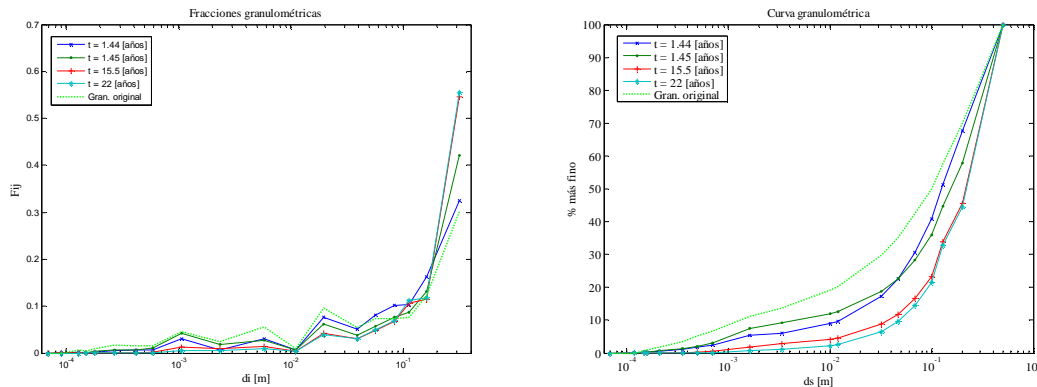 Fracciones granulométricas
t = 1.44 [años]
t = 1.45 [años]
t = 15.5 [años]
t = 22 [años]
Gran. original
0.7
0.6
0.5
0.4
0.3
0.2
0.1
0
Fij
10⁻⁴
10⁻³
10⁻²
10⁻¹
di [m]
Curva granulométrica
t = 1.44 [años]
t = 1.45 [años]
t = 15.5 [años]
t = 22 [años]
Gran. original
100
90
80
70
60
50
40
30
20
10
0
% más fino
10⁻⁴
10⁻³
10⁻²
10⁻¹
ds [m]